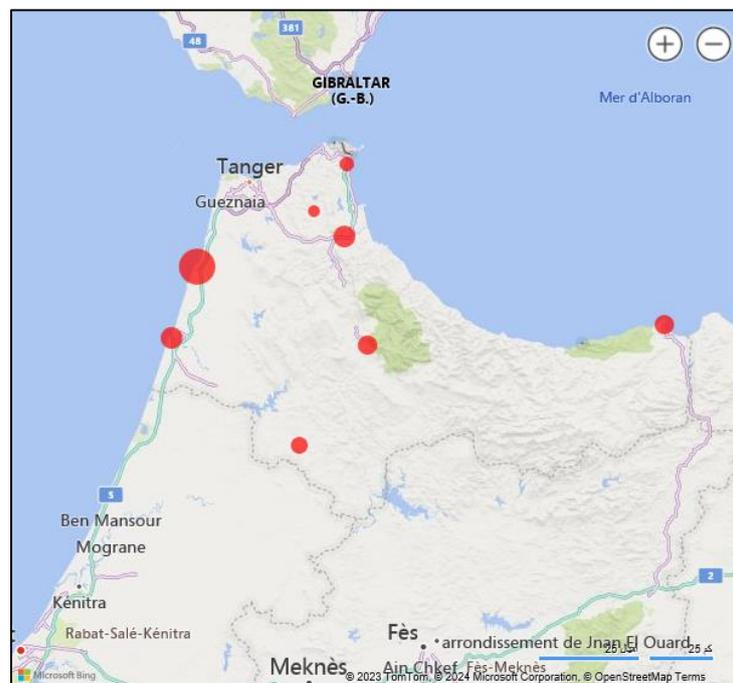 48
381
GIBRALTAR
(G.-B.)
Mer d'Alboran
Tanger
Gueznaia
5
Ben Mansour
Mograne
Kénitra
2
Rabat-Salé-Kénitra
Fès
arrondissement de Jnan El Ouard
Meknès
Ain Chkef
Fès-Meknès
25 كم
Microsoft Bing
© 2023 TomTom, © 2024 Microsoft Corporation, © OpenStreetMap Terms